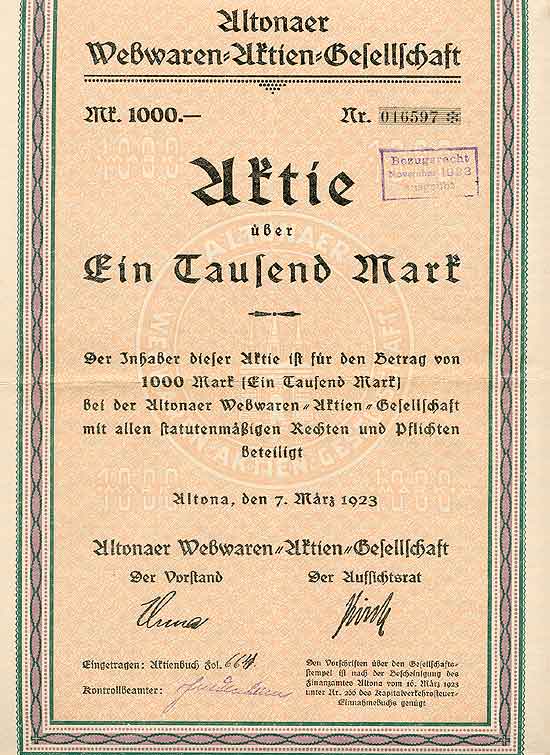 Altonaer
Webwaren-Aktien-Gesellschaft
Mk. 1000.—
Nr. 016597 ✻
Bezugsrecht
November 1923
ausgeübt
Aktie
über
Ein Tausend Mark
Der Inhaber dieser Aktie ist für den Betrag von
1000 Mark (Ein Tausend Mark)
bei der Altonaer Webwaren-Aktien-Gesellschaft
mit allen statutenmäßigen Rechten und Pflichten
beteiligt
Altona, den 7. März 1923
Altonaer Webwaren-Aktien-Gesellschaft
Der Vorstand
Der Aufsichtsrat
Eingetragen: Aktienbuch Fol. 664.
Kontrollbeamter:
Den Vorschriften über den Gesellschafts-
stempel ist nach der Bescheinigung des
Finanzamtes Altona vom 16. März 1923
unter Nr. 266 des Kapitalverkehrsteuer-
Einnahmebuchs genügt